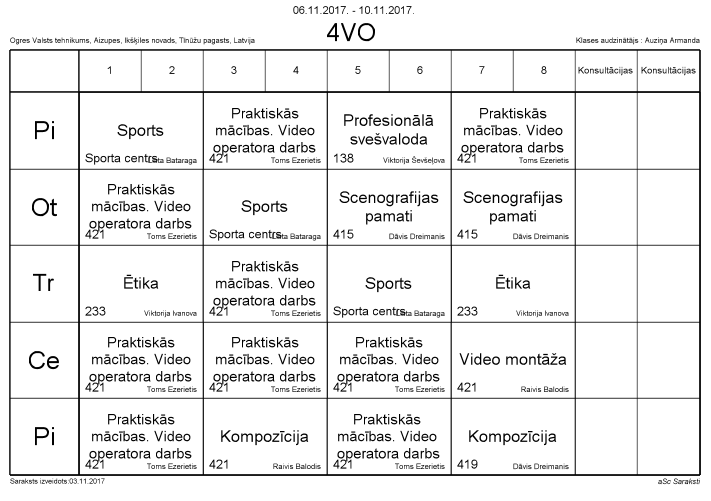 06.11.2017. - 10.11.2017.
4VO
Ogres Valsts tehnikums, Aizupes, Ikšķiles novads, Tīnūžu pagasts, Latvija
Klases audzinātājs : Auziņa Armanda
1 2 3 4 5 6 7 8 Konsultācijas Konsultācijas
Pi
Sports
Sporta centrs
Bataraga
Praktiskās
mācības. Video
operatora darbs
421 Toms Ezerietis
Profesionālā
svešvaloda
138 Viktorija Ševšeļova
Praktiskās
mācības. Video
operatora darbs
421 Toms Ezerietis
Ot
Praktiskās
mācības. Video
operatora darbs
421 Toms Ezerietis
Sports
Sporta centrs
Bataraga
Scenografijas
pamati
415 Dāvis Dreimanis
Scenografijas
pamati
415 Dāvis Dreimanis
Tr
Ētika
233 Viktorija Ivanova
Praktiskās
mācības. Video
operatora darbs
421 Toms Ezerietis
Sports
Sporta centrs
Bataraga
Ētika
233 Viktorija Ivanova
Ce
Praktiskās
mācības. Video
operatora darbs
421 Toms Ezerietis
Praktiskās
mācības. Video
operatora darbs
421 Toms Ezerietis
Praktiskās
mācības. Video
operatora darbs
421 Toms Ezerietis
Video montāža
421 Raivis Balodis
Pi
Praktiskās
mācības. Video
operatora darbs
421 Toms Ezerietis
Kompozīcija
421 Raivis Balodis
Praktiskās
mācības. Video
operatora darbs
421 Toms Ezerietis
Kompozīcija
419 Dāvis Dreimanis
Saraksts izveidots:03.11.2017
aSc Saraksti